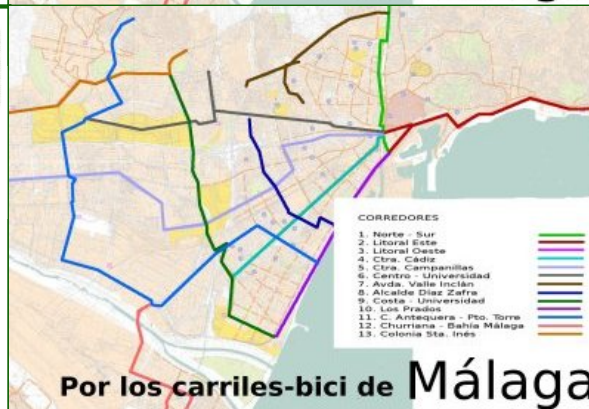 CORREDORES
1. Norte - Sur
2. Litoral Este
3. Litoral Oeste
4. Ctra. Cádiz
5. Ctra. Campanillas
6. Centro - Universidad
7. Avda. Valle Inclán
8. Alcalde Díaz Zafra
9. Costa - Universidad
10. Los Prados
11. C. Antequera - Pto. Torre
12. Churriana - Bahía Málaga
13. Colonia Sta. Inés
Por los carriles-bici de Málaga